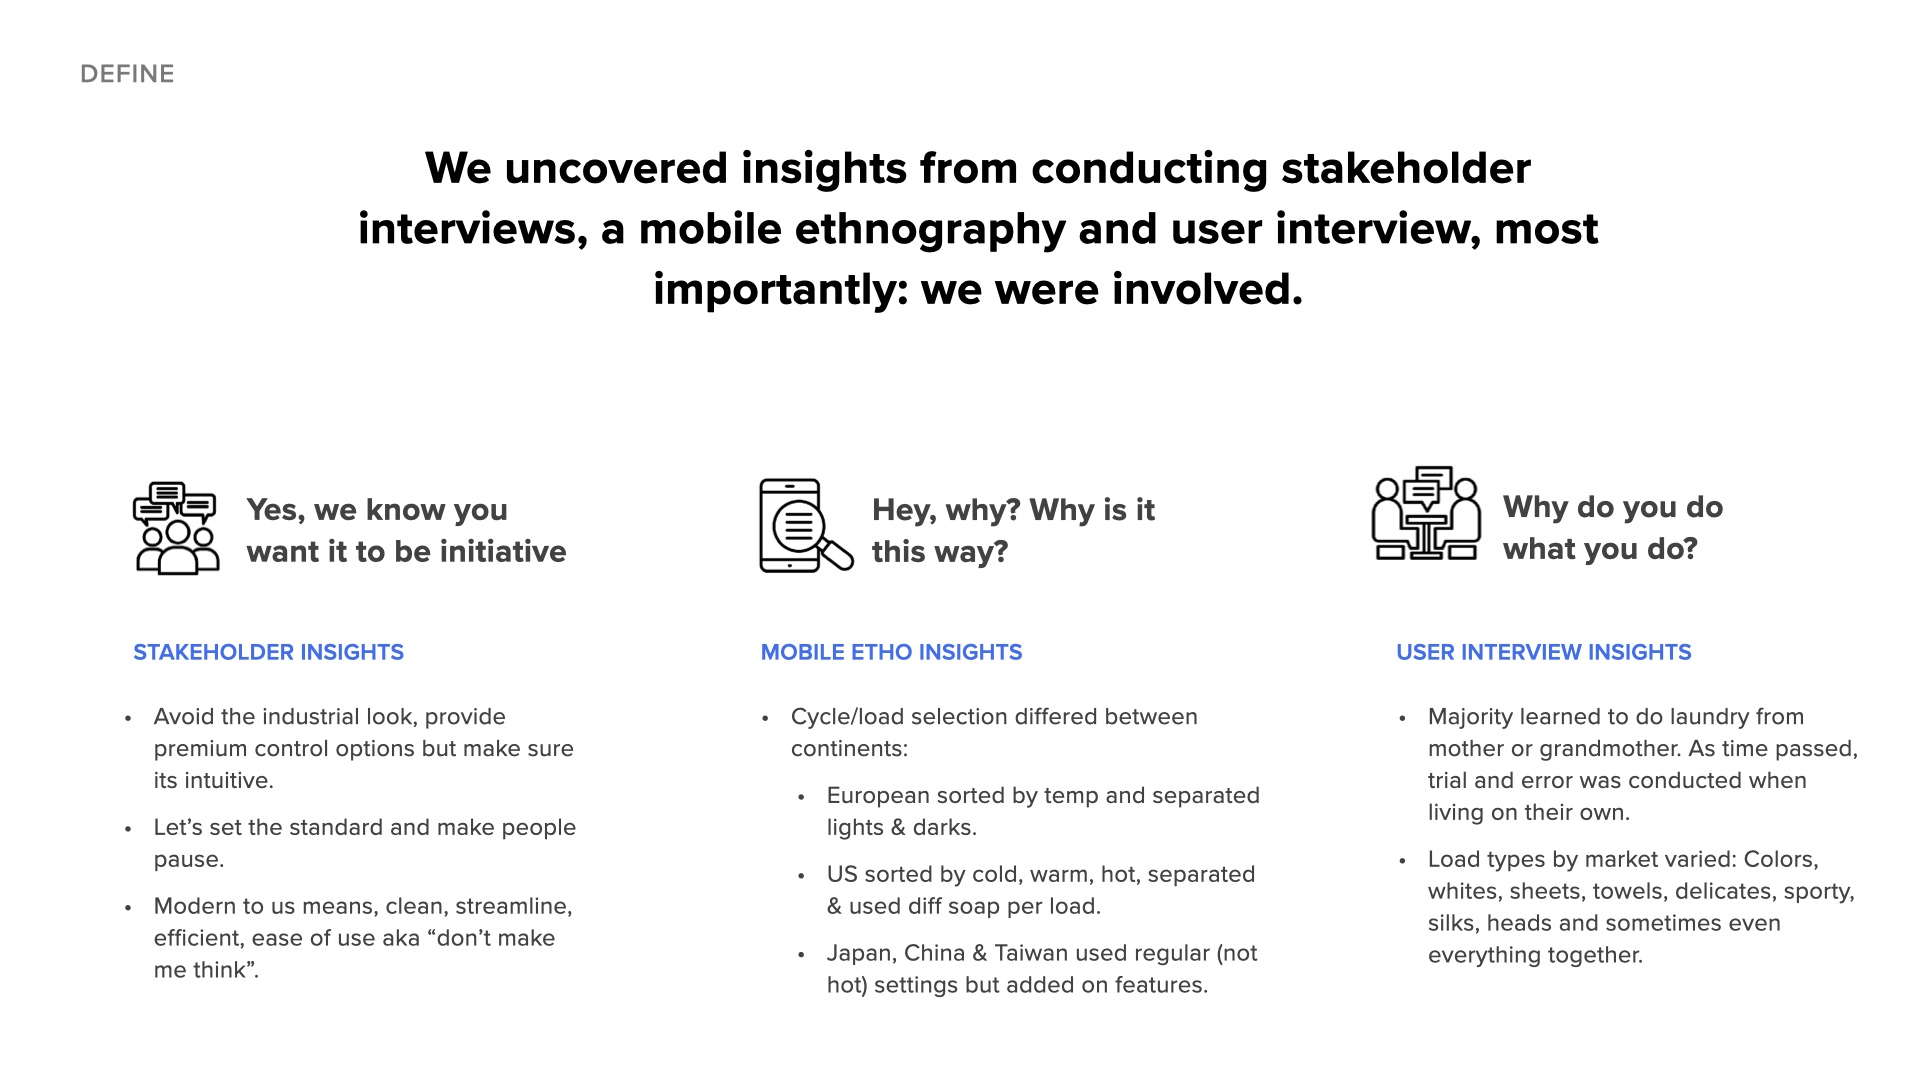 DEFINE
We uncovered insights from conducting stakeholder
interviews, a mobile ethnography and user interview, most
importantly: we were involved.
Yes, we know you
want it to be initiative
STAKEHOLDER INSIGHTS
• Avoid the industrial look, provide
premium control options but make sure
its intuitive.
• Let’s set the standard and make people
pause.
• Modern to us means, clean, streamline,
efficient, ease of use aka “don’t make
me think”.
Hey, why? Why is it
this way?
MOBILE ETHO INSIGHTS
• Cycle/load selection differed between
continents:
• European sorted by temp and separated
lights & darks.
• US sorted by cold, warm, hot, separated
& used diff soap per load.
• Japan, China & Taiwan used regular (not
hot) settings but added on features.
Why do you do
what you do?
USER INTERVIEW INSIGHTS
• Majority learned to do laundry from
mother or grandmother. As time passed,
trial and error was conducted when
living on their own.
• Load types by market varied: Colors,
whites, sheets, towels, delicates, sporty,
silks, heads and sometimes even
everything together.